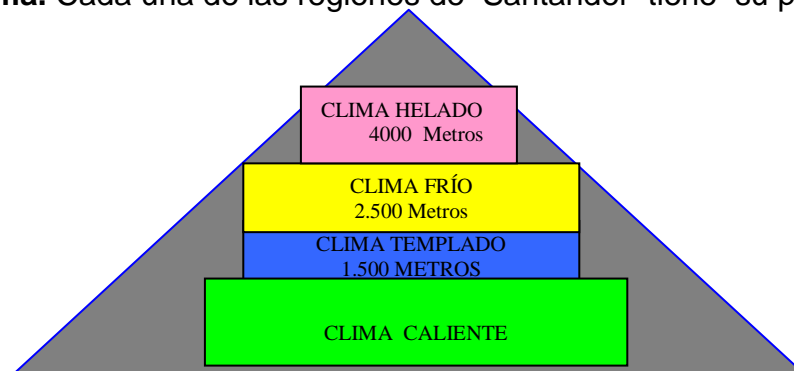 ma. Cada una de las regiones de Santander tiene su p
CLIMA HELADO
4000 Metros
CLIMA FRÍO
2.500 Metros
CLIMA TEMPLADO
1.500 METROS
CLIMA CALIENTE